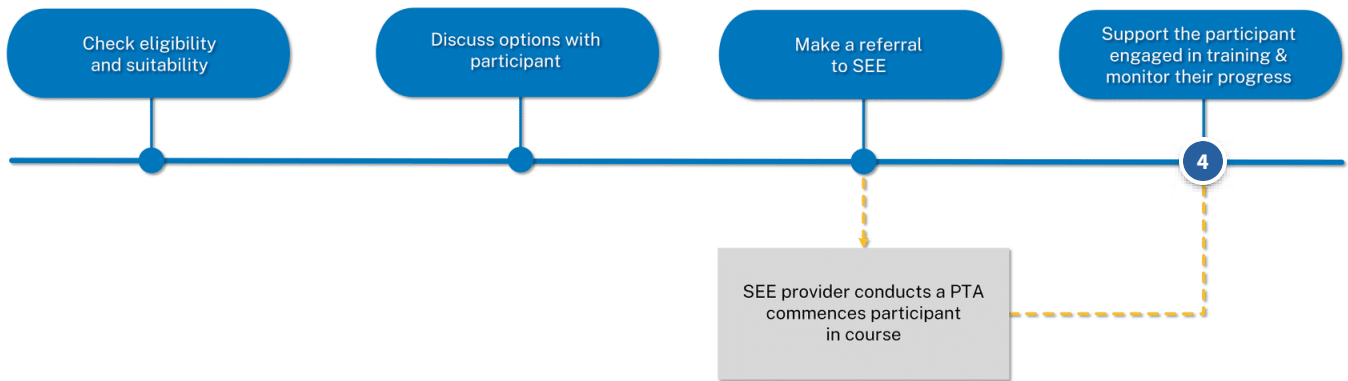 Check eligibility
and suitability
Discuss options with
participant
Make a referral
to SEE
Support the participant
engaged in training &
monitor their progress
4
SEE provider conducts a PTA
commences participant
in course